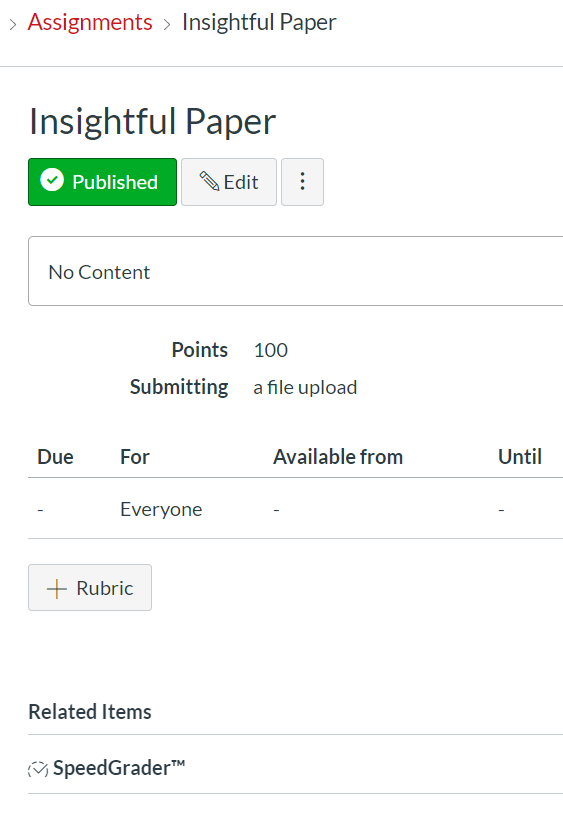 › Assignments › Insightful Paper
Insightful Paper
Published Edit
No Content
Points 100
Submitting a file upload
Due For Available from Until
- Everyone - -
+ Rubric
Related Items
SpeedGrader™